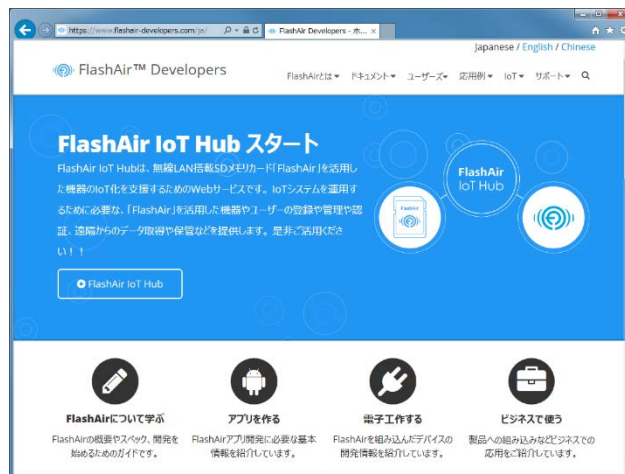 https://www.flashair-developers.com/ja/
FlashAir Developers - ホ...
Japanese / English / Chinese
FlashAir™ Developers
FlashAirとは ドキュメント ユーザーズ 応用例 IoT サポート
FlashAir IoT Hub スタート
FlashAir IoT Hubは、無線LAN搭載SDメモリカード「FlashAir」を活用し
た機器のIoT化を支援するためのWebサービスです。IoTシステムを運用す
るために必要な、「FlashAir」を活用した機器やユーザーの登録や管理や認
証、遠隔からのデータ取得や保管などを提供します。是非ご活用くださ
い！！
FlashAir IoT Hub
FlashAir
IoT Hub
FlashAir
FlashAirについて学ぶ
FlashAirの概要やスペック、開発を
始めるためのガイドです。
アプリを作る
FlashAirアプリ開発に必要な基本
情報を紹介しています。
電子工作する
FlashAirを組み込んだデバイスの
開発情報を紹介しています。
ビジネスで使う
製品への組み込みなどビジネスでの
応用をご紹介しています。